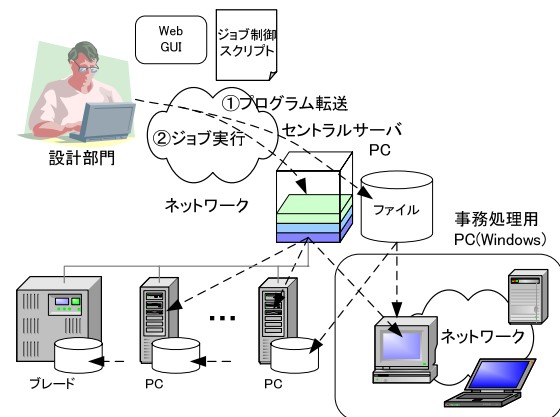 Web
GUI
ジョブ制御
スクリプト
①プログラム転送
②ジョブ実行
セントラルサーバ
PC
設計部門
ネットワーク
ファイル
事務処理用
PC(Windows)
ネットワーク
ブレード
PC
PC